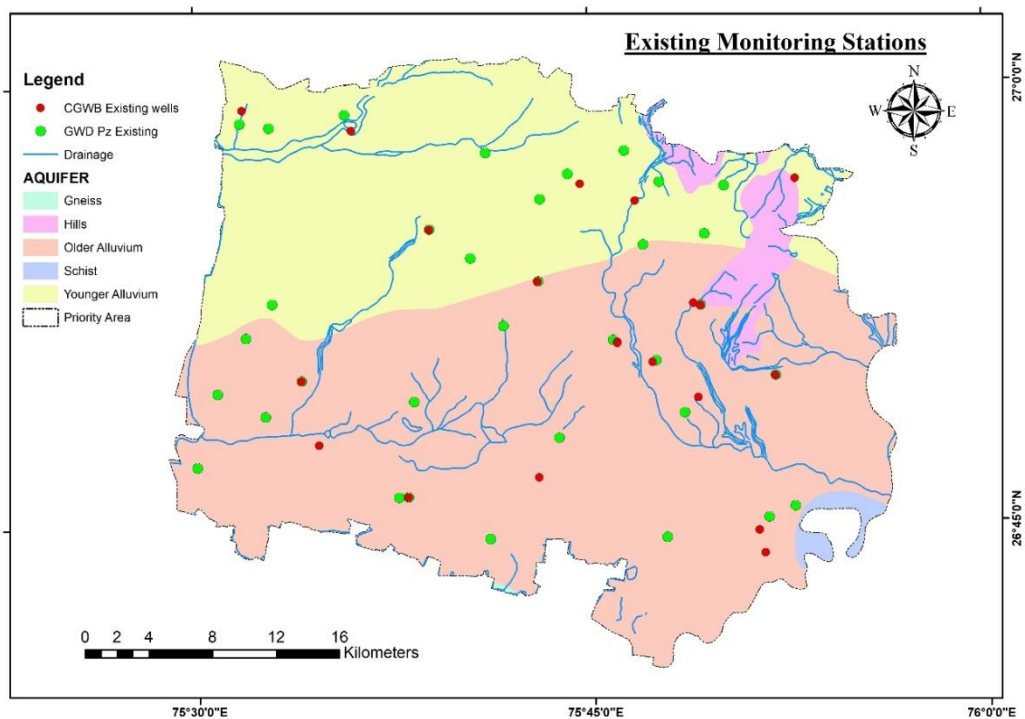 Existing Monitoring Stations
N
W
E
S
Legend
CGWB Existing wells
GWD Pz Existing
Drainage
AQUIFER
Gneiss
Hills
Older Alluvium
Schist
Younger Alluvium
Priority Area
0 2 4 8 12 16
Kilometers
27°0'0"N
26°45'0"N
75°30'0"E
75°45'0"E
76°0'0"E